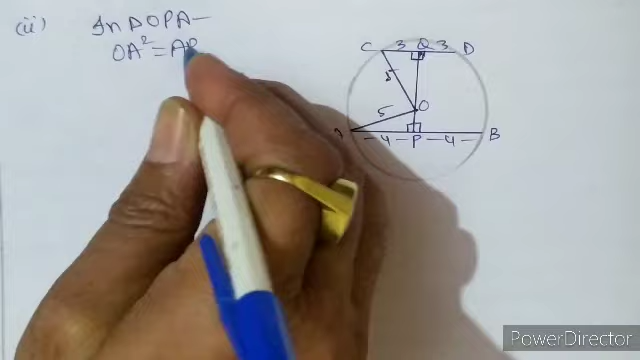 (ii) In ΔOPA –
OA² = AP
C 3 Q 3 D
5
5 O
A – 4 – P – 4 – B
PowerDirector